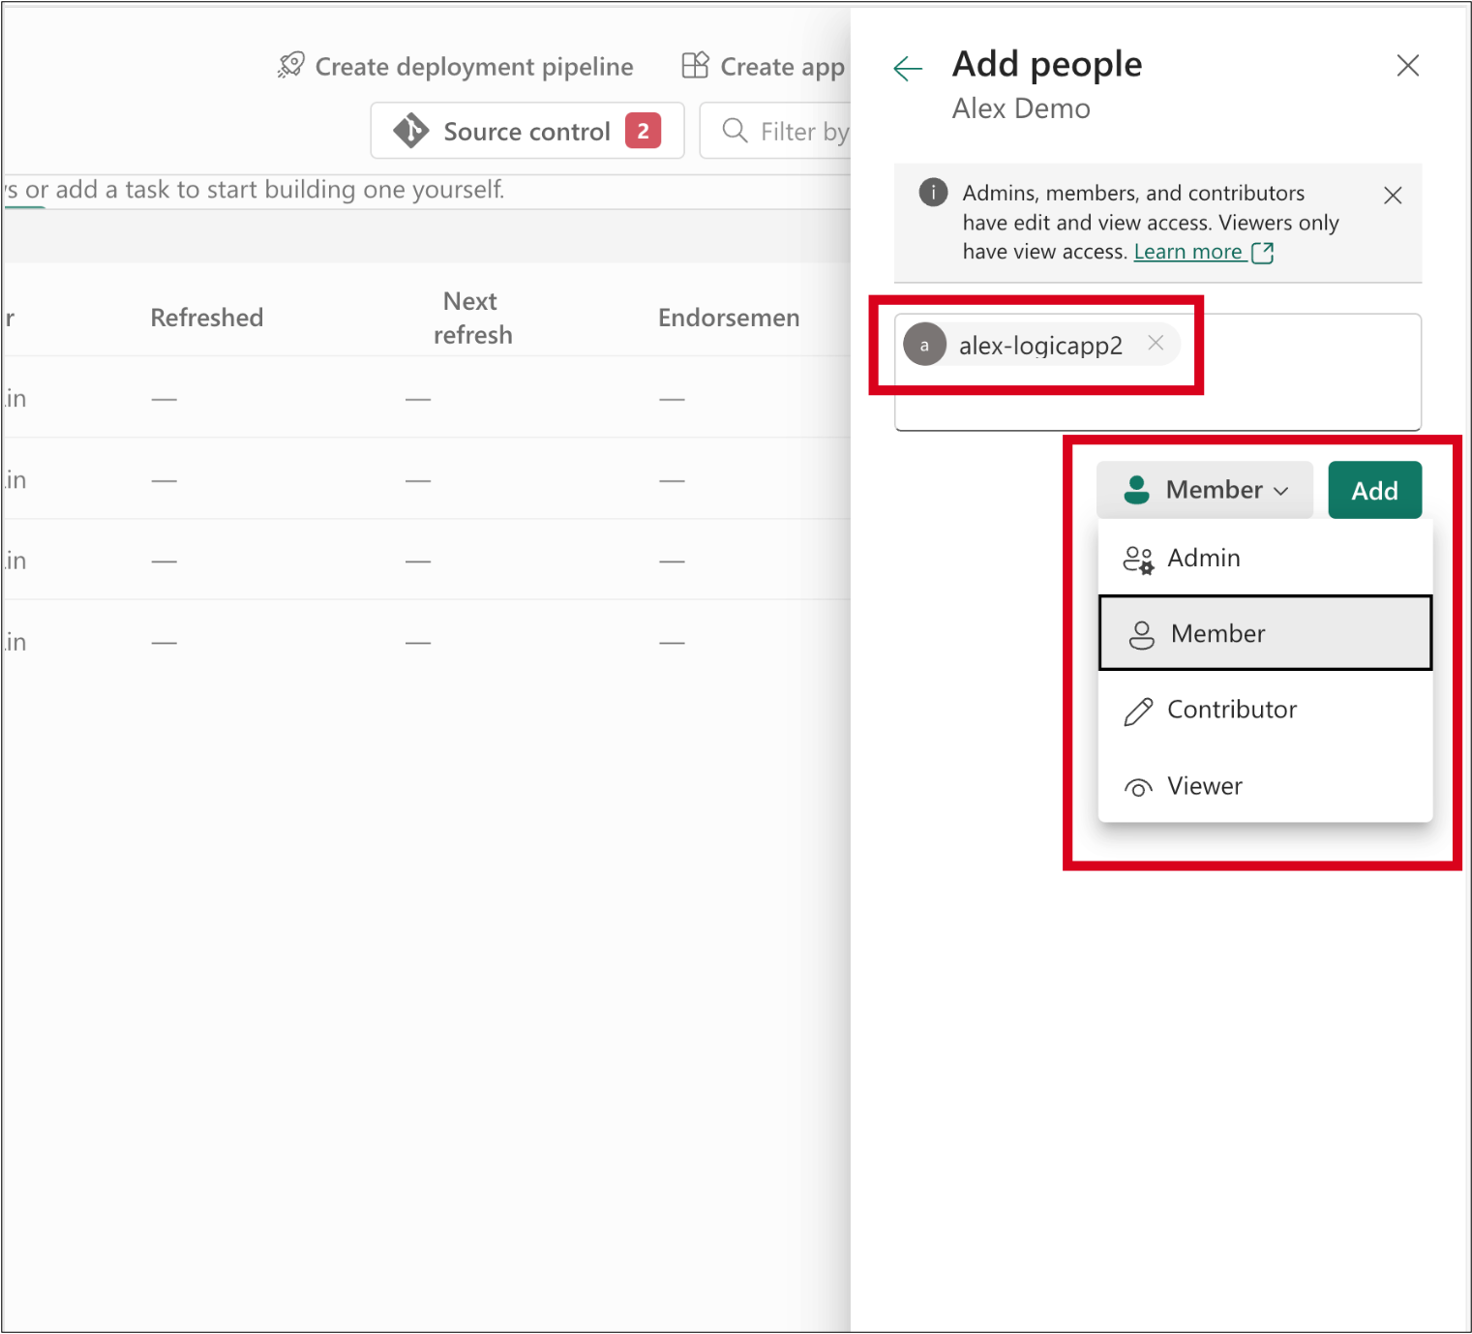 Create deployment pipeline
Create app
Source control 2
Filter by
or add a task to start building one yourself.
Refreshed
Next
refresh
Endorsemen
in
—
—
—
in
—
—
—
in
—
—
—
in
—
—
—
Add people
Alex Demo
Admins, members, and contributors
have edit and view access. Viewers only
have view access. Learn more
a alex-logicapp2
Member
Add
Admin
Member
Contributor
Viewer